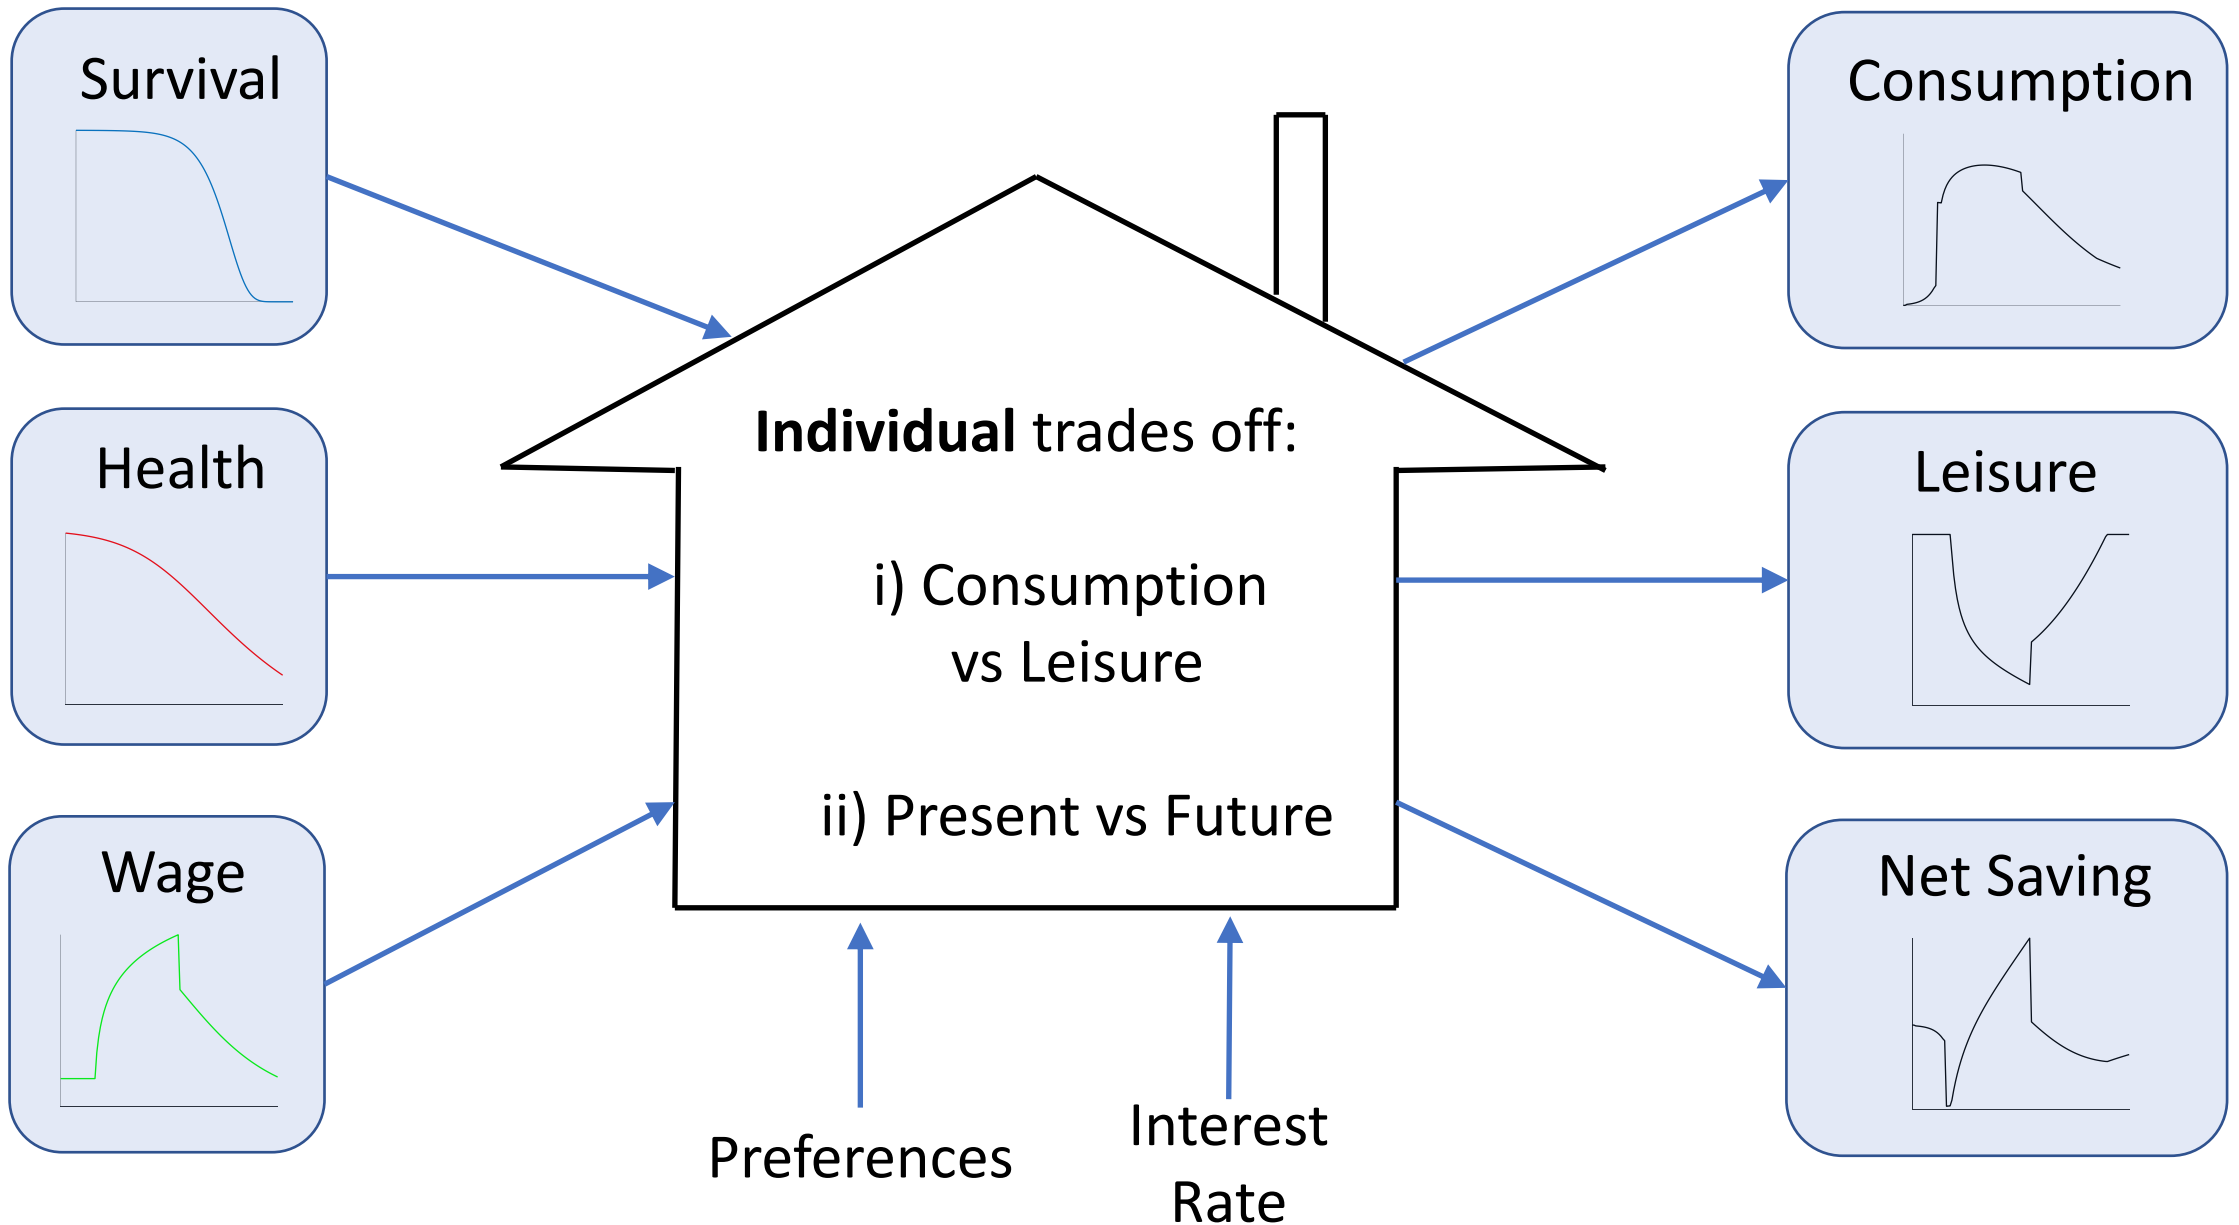 Survival
Health
Wage
Individual trades off:
i) Consumption
vs Leisure
ii) Present vs Future
Preferences
Interest
Rate
Consumption
Leisure
Net Saving